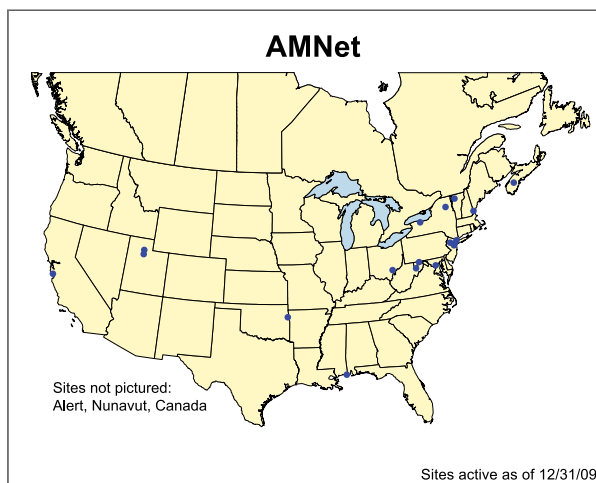 AMNet
Sites not pictured:
Alert, Nunavut, Canada
Sites active as of 12/31/09